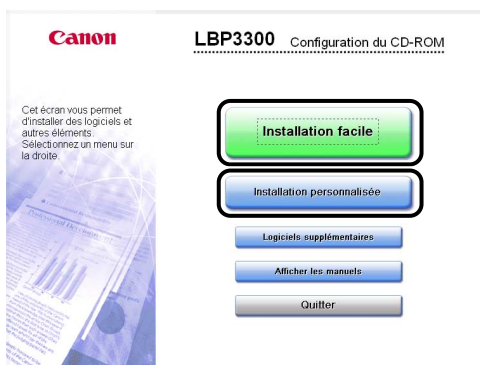 Canon
LBP3300 Configuration du CD-ROM
Cet écran vous permet
d'installer des logiciels et
autres éléments.
Sélectionnez un menu sur
la droite.
Installation facile
Installation personnalisée
Logiciels supplémentaires
Afficher les manuels
Quitter